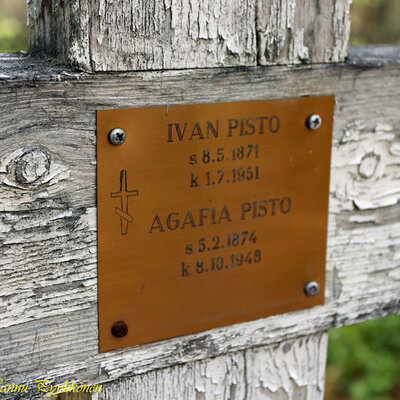 IVAN PISTO
s 8.5.1871
k 1.7.1951
AGAFIA PISTO
s 5.2.1874
k 8.10.1948